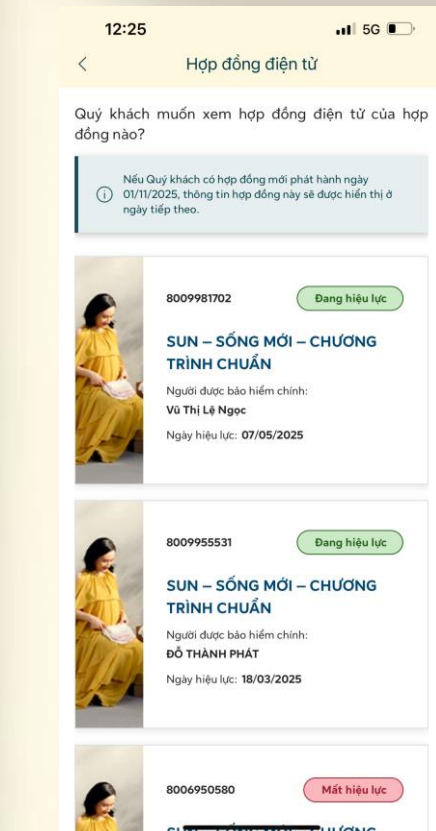 12:25
5G
Hợp đồng điện tử
Quý khách muốn xem hợp đồng điện tử của hợp
đồng nào?
Nếu Quý khách có hợp đồng mới phát hành ngày
01/11/2025, thông tin hợp đồng này sẽ được hiển thị ở
ngày tiếp theo.
8009981702
Đang hiệu lực
SUN – SỐNG MỚI – CHƯƠNG
TRÌNH CHUẨN
Người được bảo hiểm chính:
Vũ Thị Lệ Ngọc
Ngày hiệu lực: 07/05/2025
8009955531
Đang hiệu lực
SUN – SỐNG MỚI – CHƯƠNG
TRÌNH CHUẨN
Người được bảo hiểm chính:
ĐỖ THÀNH PHÁT
Ngày hiệu lực: 18/03/2025
8006950580
Mất hiệu lực